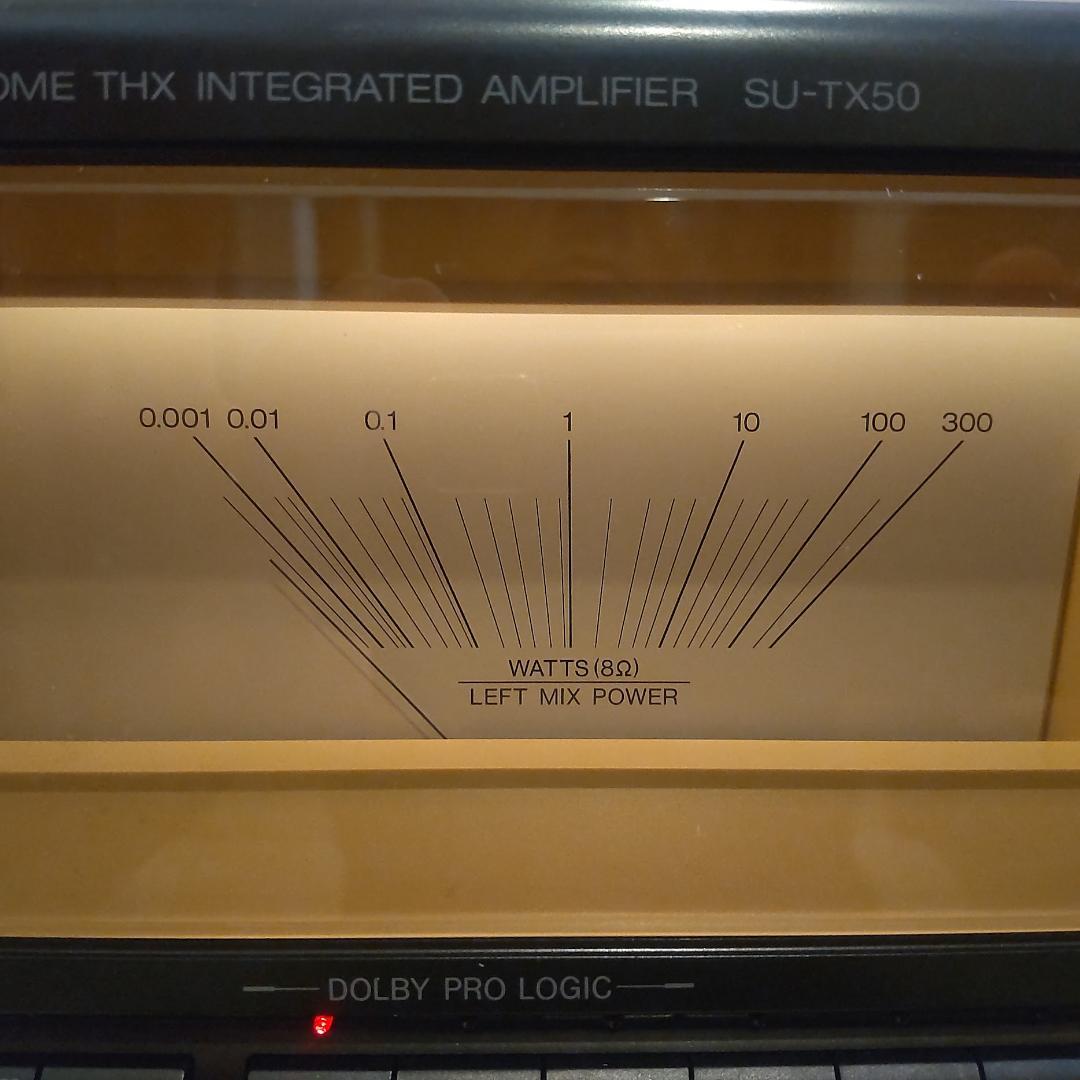 OME THX INTEGRATED AMPLIFIER SU-TX50
0.001 0.01 0.1 1 10 100 300
WATTS (8Ω)
LEFT MIX POWER
DOLBY PRO LOGIC